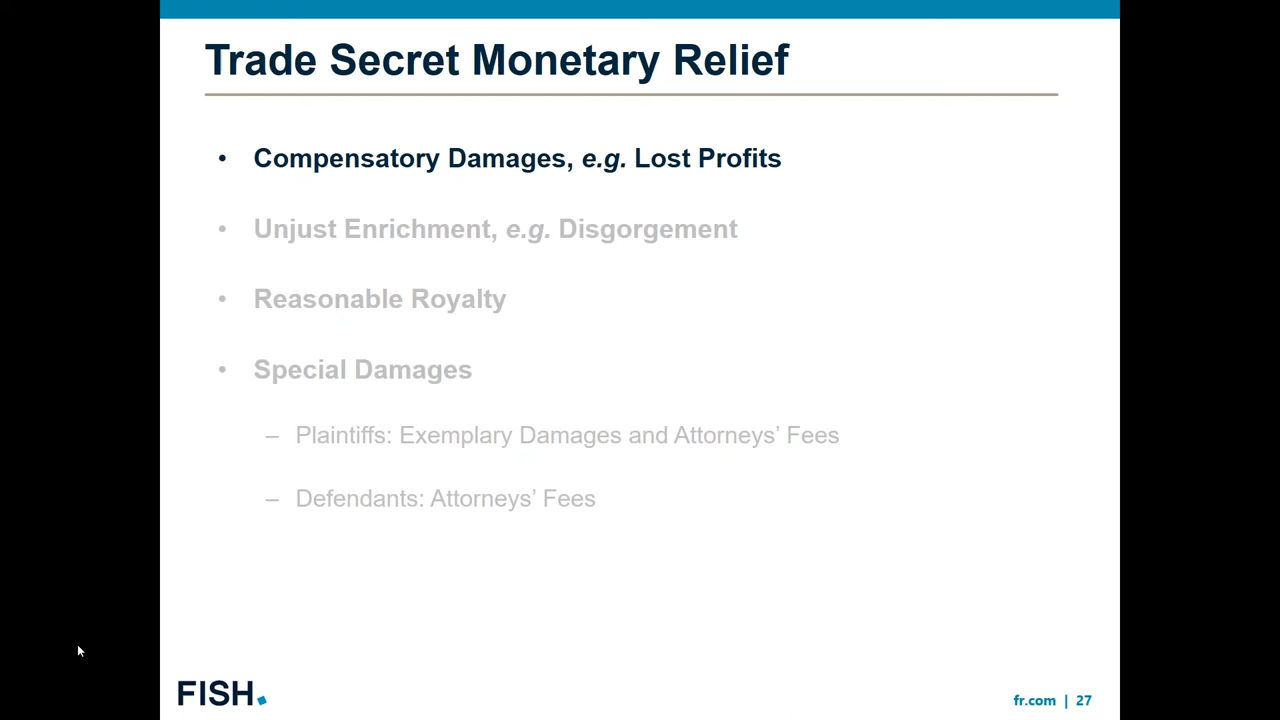 Trade Secret Monetary Relief
• Compensatory Damages, e.g. Lost Profits
• Unjust Enrichment, e.g. Disgorgement
• Reasonable Royalty
• Special Damages
– Plaintiffs: Exemplary Damages and Attorneys’ Fees
– Defendants: Attorneys’ Fees
FISH.
fr.com | 27